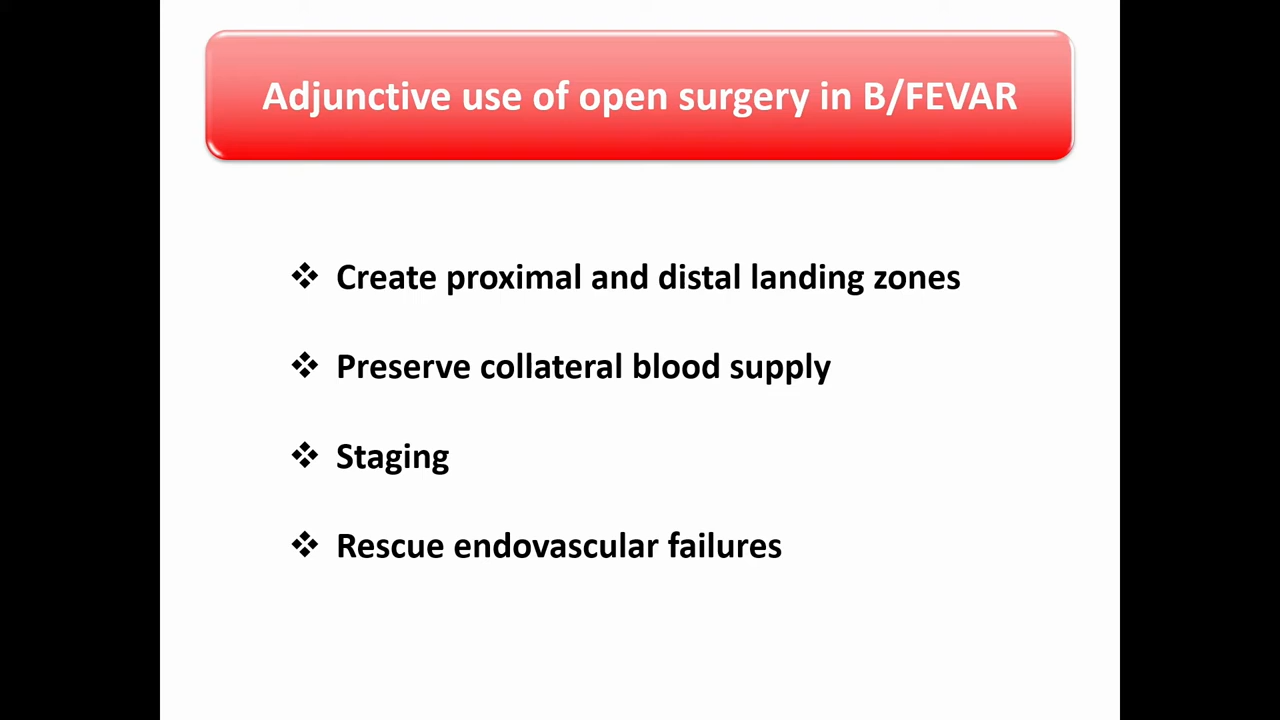 Adjunctive use of open surgery in B/FEVAR
❖ Create proximal and distal landing zones
❖ Preserve collateral blood supply
❖ Staging
❖ Rescue endovascular failures